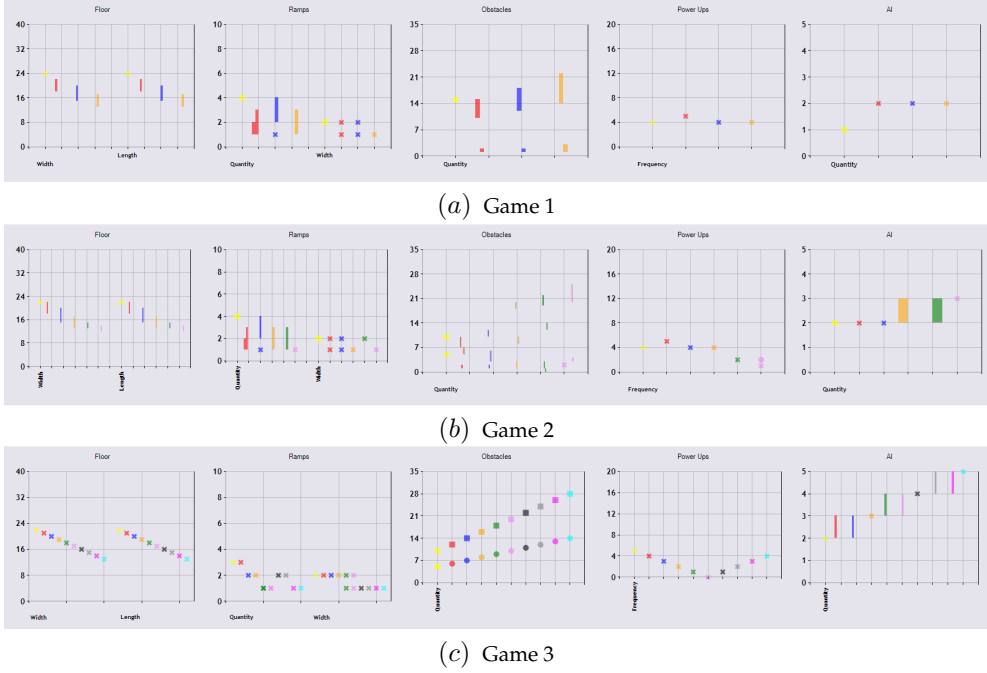 Floor Ramps Obstacles Power Ups AI
40 10 35 20 5
32 8 28 16 4
24 6 21 12 3
16 4 14 8 2
8 2 7 4 1
0 0 0 0 0
Width Length Quantity Width Quantity Frequency Quantity
(a) Game 1
Floor Ramps Obstacles Power Ups AI
40 10 35 20 5
32 8 28 16 4
24 6 21 12 3
16 4 14 8 2
8 2 7 4 1
0 0 0 0 0
Width Length Quantity Width Quantity Frequency Quantity
(b) Game 2
Floor Ramps Obstacles Power Ups AI
40 10 35 20 5
32 8 28 16 4
24 6 21 12 3
16 4 14 8 2
8 2 7 4 1
0 0 0 0 0
Width Length Quantity Width Quantity Frequency Quantity
(c) Game 3